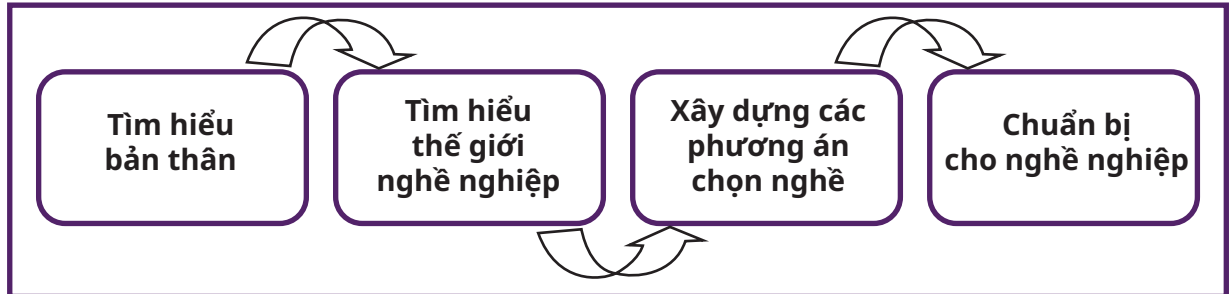 Tìm hiểu
bản thân
Tìm hiểu
thế giới
nghề nghiệp
Xây dựng các
phương án
chọn nghề
Chuẩn bị
cho nghề nghiệp